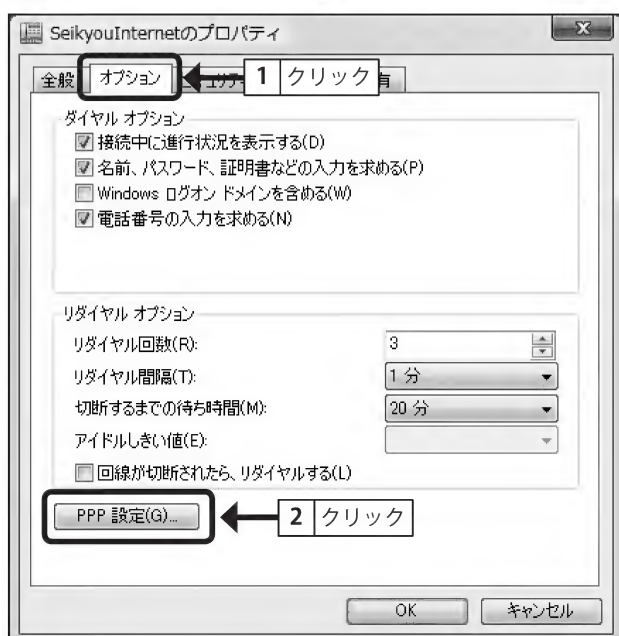 SeikyouInternetのプロパティ
全般 オプション 1 クリック 有
ダイヤル オプション
接続中に進行状況を表示する(D)
名前、パスワード、証明書などの入力を求める(P)
Windows ログオン ドメインを含める(W)
電話番号の入力を求める(N)
リダイヤル オプション
リダイヤル回数(R): 3
リダイヤル間隔(T): 1 分
切断するまでの待ち時間(M): 20 分
アイドルしきい値(E):
回線が切断されたら、リダイヤルする(L)
PPP 設定(G)... 2 クリック
OK キャンセル